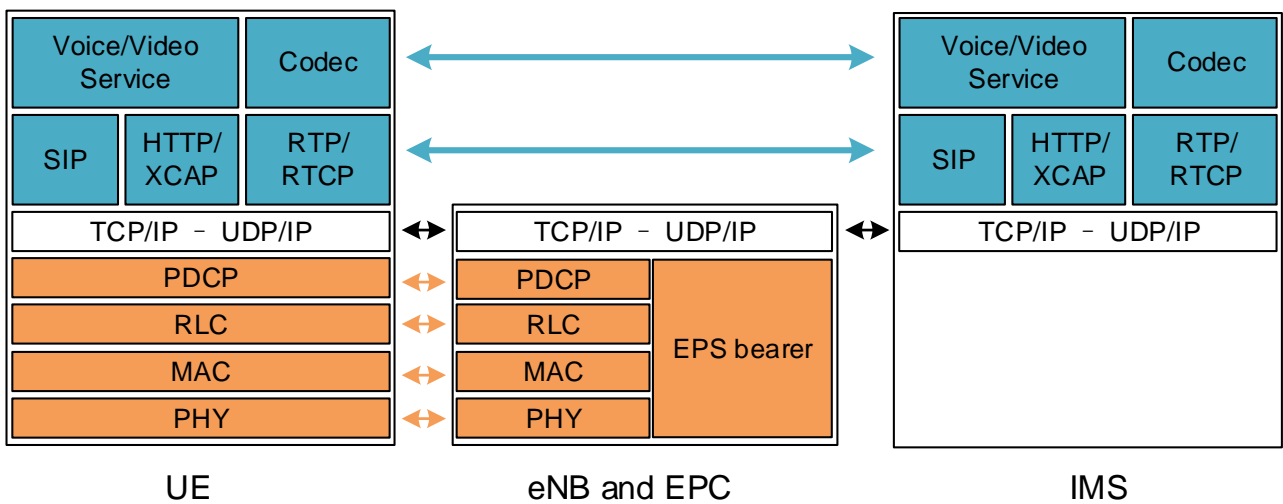 Voice/Video
Service
Codec
SIP
HTTP/
XCAP
RTP/
RTCP
TCP/IP – UDP/IP
PDCP
RLC
MAC
PHY
UE
TCP/IP – UDP/IP
PDCP
RLC
MAC
PHY
EPS bearer
eNB and EPC
Voice/Video
Service
Codec
SIP
HTTP/
XCAP
RTP/
RTCP
TCP/IP – UDP/IP
IMS